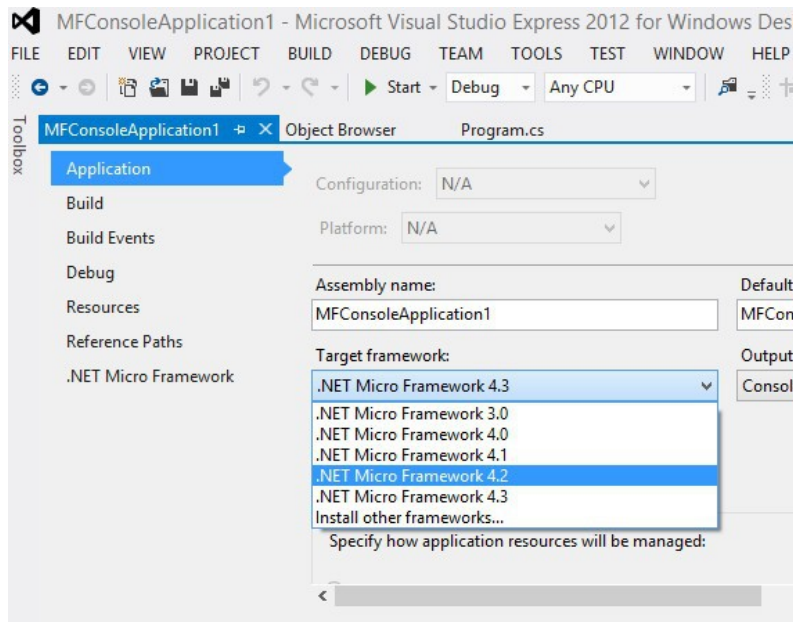 MFConsoleApplication1 - Microsoft Visual Studio Express 2012 for Windows Des
FILE EDIT VIEW PROJECT BUILD DEBUG TEAM TOOLS TEST WINDOW HELP
Start Debug Any CPU
Toolbox
MFConsoleApplication1 Object Browser Program.cs
Application
Build
Build Events
Debug
Resources
Reference Paths
.NET Micro Framework
Configuration: N/A
Platform: N/A
Assembly name:
MFConsoleApplication1
Default
MFCon
Target framework:
.NET Micro Framework 4.3
Output
Consol
.NET Micro Framework 3.0
.NET Micro Framework 4.0
.NET Micro Framework 4.1
.NET Micro Framework 4.2
.NET Micro Framework 4.3
Install other frameworks...
Specify how application resources will be managed: